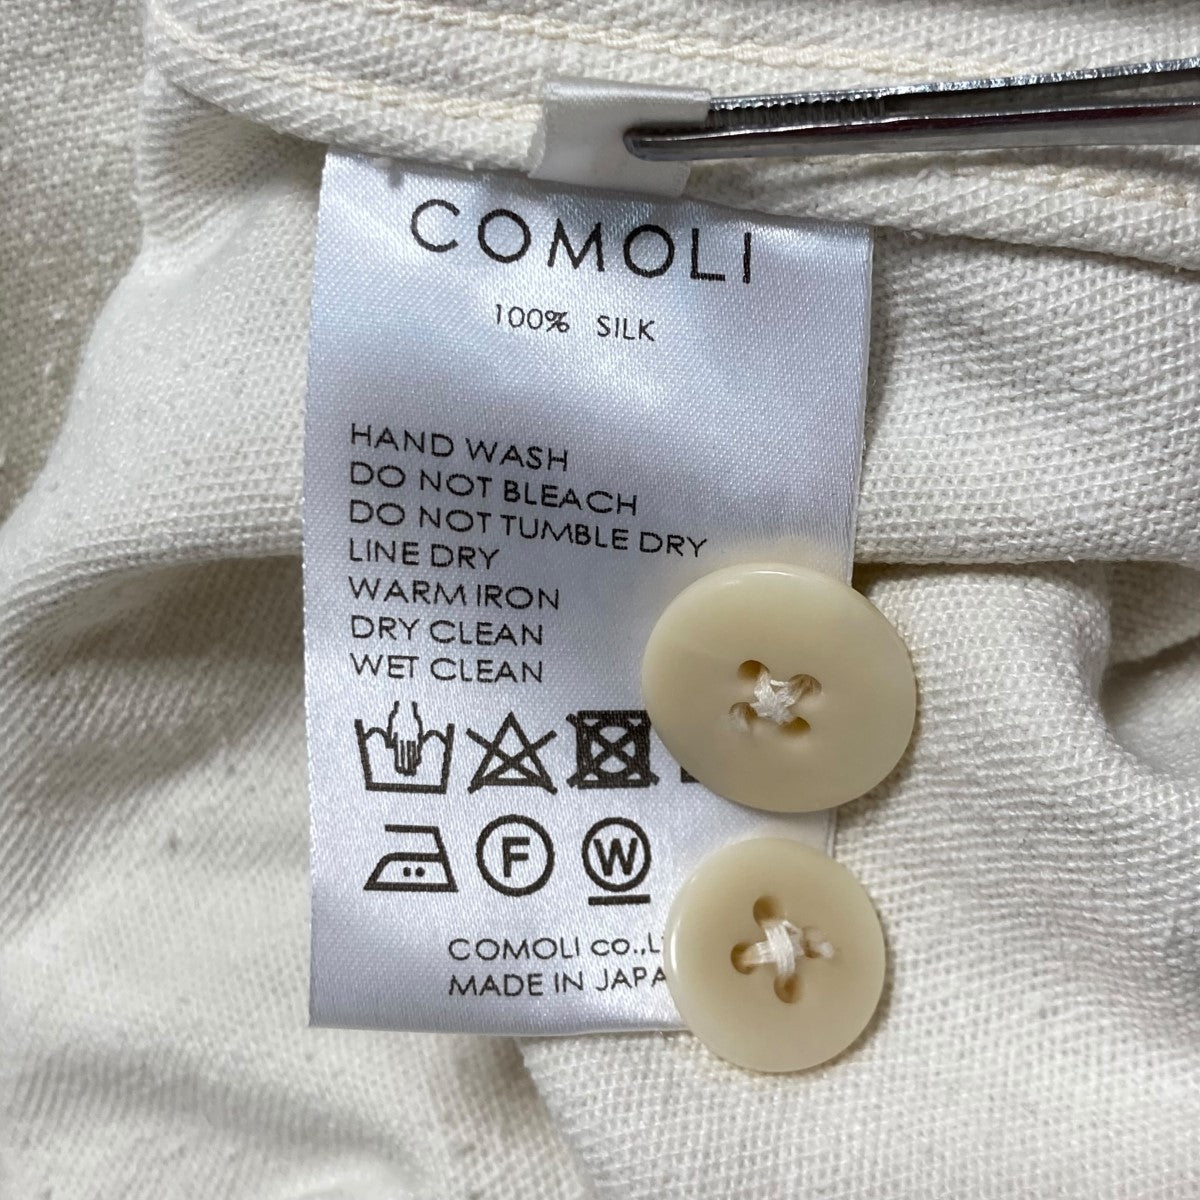 COMOLI
100% SILK
HAND WASH
DO NOT BLEACH
DO NOT TUMBLE DRY
LINE DRY
WARM IRON
DRY CLEAN
WET CLEAN
F W
COMOLI co.,
MADE IN